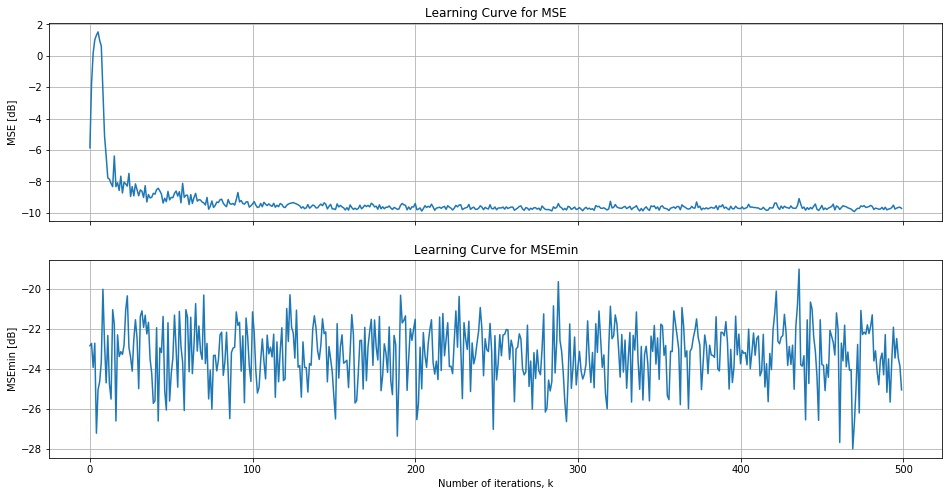 Learning Curve for MSE
MSE [dB]
2
0
−2
−4
−6
−8
−10
Learning Curve for MSEmin
MSEmin [dB]
−20
−22
−24
−26
−28
0 100 200 300 400 500
Number of iterations, k